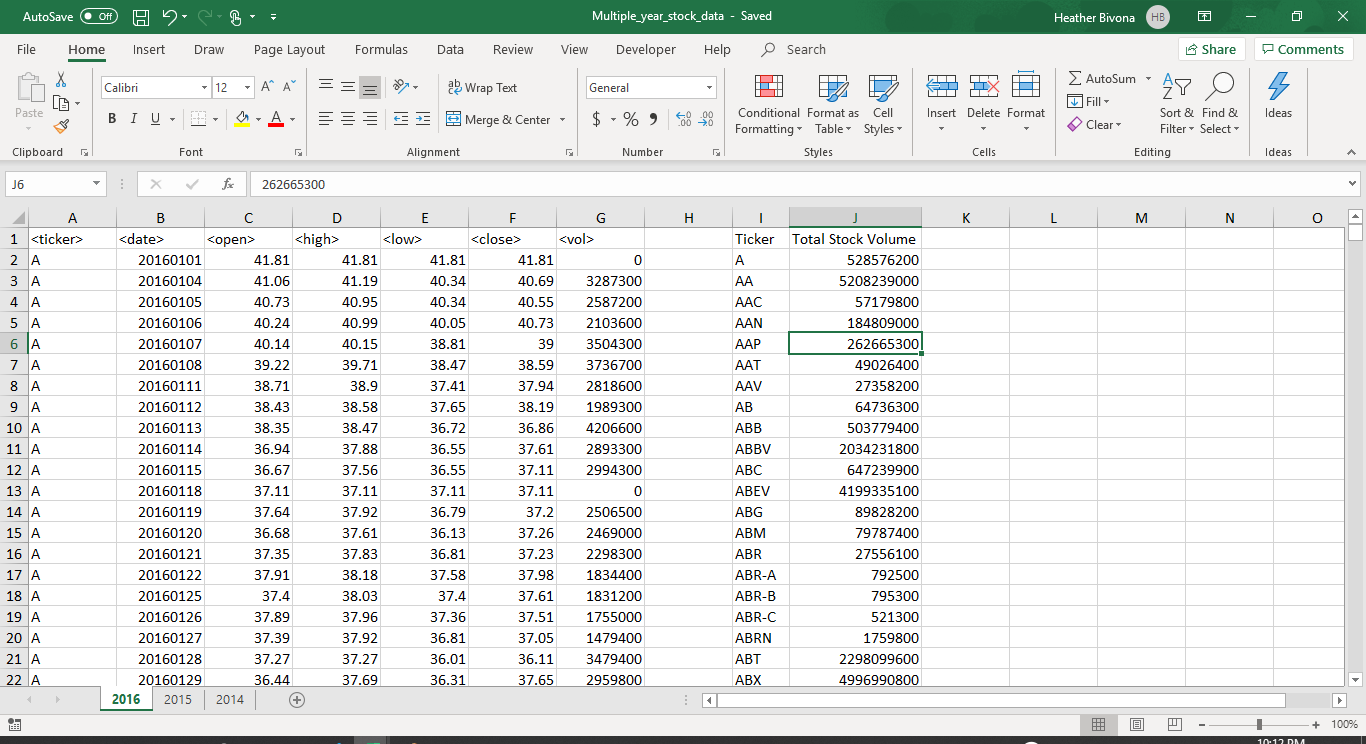 AutoSave Off Multiple_year_stock_data - Saved Heather Bivona HB
File Home Insert Draw Page Layout Formulas Data Review View Developer Help Search Share Comments
Calibri 12 A^ A˅ ab Wrap Text General AutoSum
Paste B I U A Merge & Center $ % 9 Conditional Formatting Format as Table Cell Styles Insert Delete Format Fill Clear Sort & Filter Find & Select Ideas
Clipboard Font Alignment Number Styles Cells Editing Ideas
J6 fx 262665300
A B C D E F G H I J K L M N O
1 <ticker> <date> <open> <high> <low> <close> <vol> Ticker Total Stock Volume
2 A 20160101 41.81 41.81 41.81 41.81 0 A 528576200
3 A 20160104 41.06 41.19 40.34 40.69 3287300 AA 5208239000
4 A 20160105 40.73 40.95 40.34 40.55 2587200 AAC 57179800
5 A 20160106 40.24 40.99 40.05 40.73 2103600 AAN 184809000
6 A 20160107 40.14 40.15 38.81 39 3504300 AAP 262665300
7 A 20160108 39.22 39.71 38.47 38.59 3736700 AAT 49026400
8 A 20160111 38.71 38.9 37.41 37.94 2818600 AAV 27358200
9 A 20160112 38.43 38.58 37.65 38.19 1989300 AB 64736300
10 A 20160113 38.35 38.47 36.72 36.86 4206600 ABB 503779400
11 A 20160114 36.94 37.88 36.55 37.61 2893300 ABBV 2034231800
12 A 20160115 36.67 37.56 36.55 37.11 2994300 ABC 647239900
13 A 20160118 37.11 37.11 37.11 37.11 0 ABEV 4199335100
14 A 20160119 37.64 37.92 36.79 37.2 2506500 ABG 89828200
15 A 20160120 36.68 37.61 36.13 37.26 2469000 ABM 79787400
16 A 20160121 37.35 37.83 36.81 37.23 2298300 ABR 27556100
17 A 20160122 37.91 38.18 37.58 37.98 1834400 ABR-A 792500
18 A 20160125 37.4 38.03 37.4 37.61 1831200 ABR-B 795300
19 A 20160126 37.89 37.96 37.36 37.51 1755000 ABR-C 521300
20 A 20160127 37.39 37.92 36.81 37.05 1479400 ABRN 1759800
21 A 20160128 37.27 37.27 36.01 36.11 3479400 ABT 2298099600
22 A 20160129 36.44 37.69 36.31 37.65 2959800 ABX 4996990800
2016 2015 2014
100%
10:12 PM